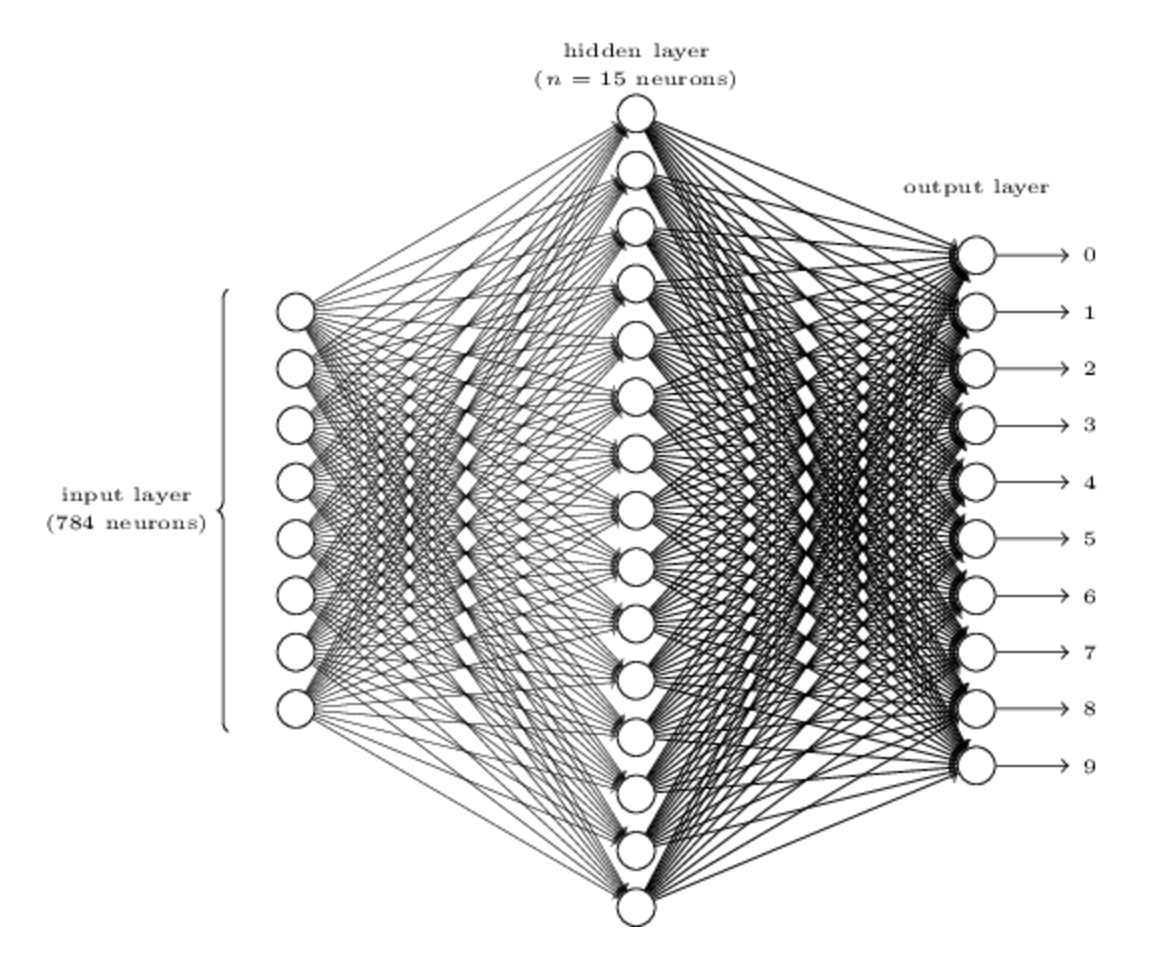 hidden layer
(n = 15 neurons)
output layer
0
1
2
3
input layer
4
(784 neurons)
5
6
7
8
9